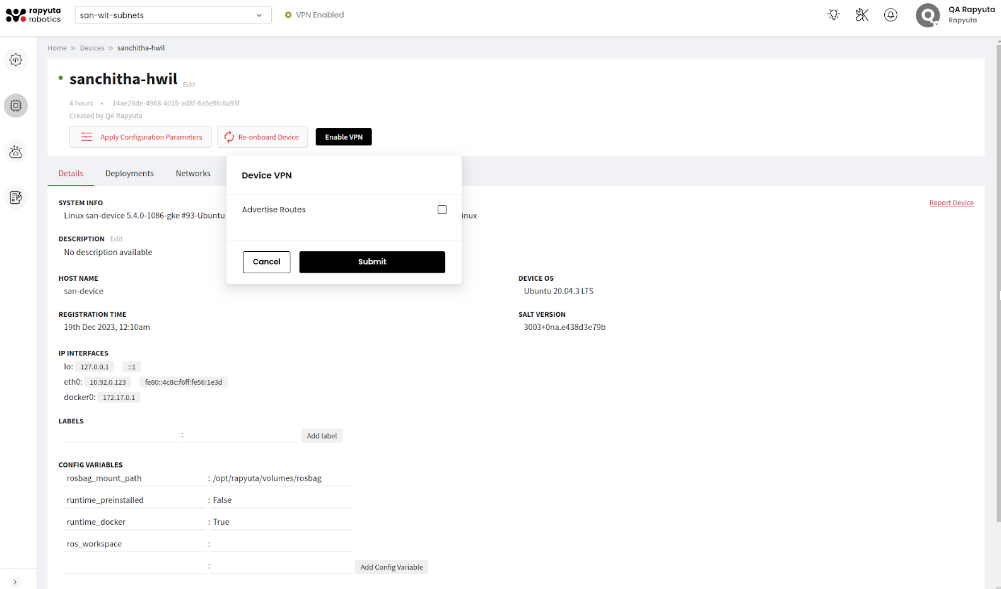 rapyuta robotics
san-wit-subnets
VPN Enabled
QA Rapyuta
Rapyuta
Home » Devices » sanchitha-hwil
sanchitha-hwil Edit
4 hours • 14ae28de-4968-4015-ad8f-6a5e9fc6a93f
Created by QA Rapyuta
Apply Configuration Parameters
Re-onboard Device
Enable VPN
Details Deployments Networks
Device VPN
Advertise Routes
Cancel Submit
SYSTEM INFO
Report Device
Linux san-device 5.4.0-1086-gke #93-Ubuntu inux
DESCRIPTION Edit
No description available
HOST NAME
san-device
DEVICE OS
Ubuntu 20.04.3 LTS
REGISTRATION TIME
19th Dec 2023, 12:10am
SALT VERSION
3003+0na.e438d3e79b
IP INTERFACES
lo: 127.0.0.1 ::1
eth0: 10.92.0.123 fe80::4c8c:f6ff:fe56:1e3d
docker0: 172.17.0.1
LABELS
: Add label
CONFIG VARIABLES
rosbag_mount_path : /opt/rapyuta/volumes/rosbag
runtime_preinstalled : False
runtime_docker : True
ros_workspace :
: Add Config Variable